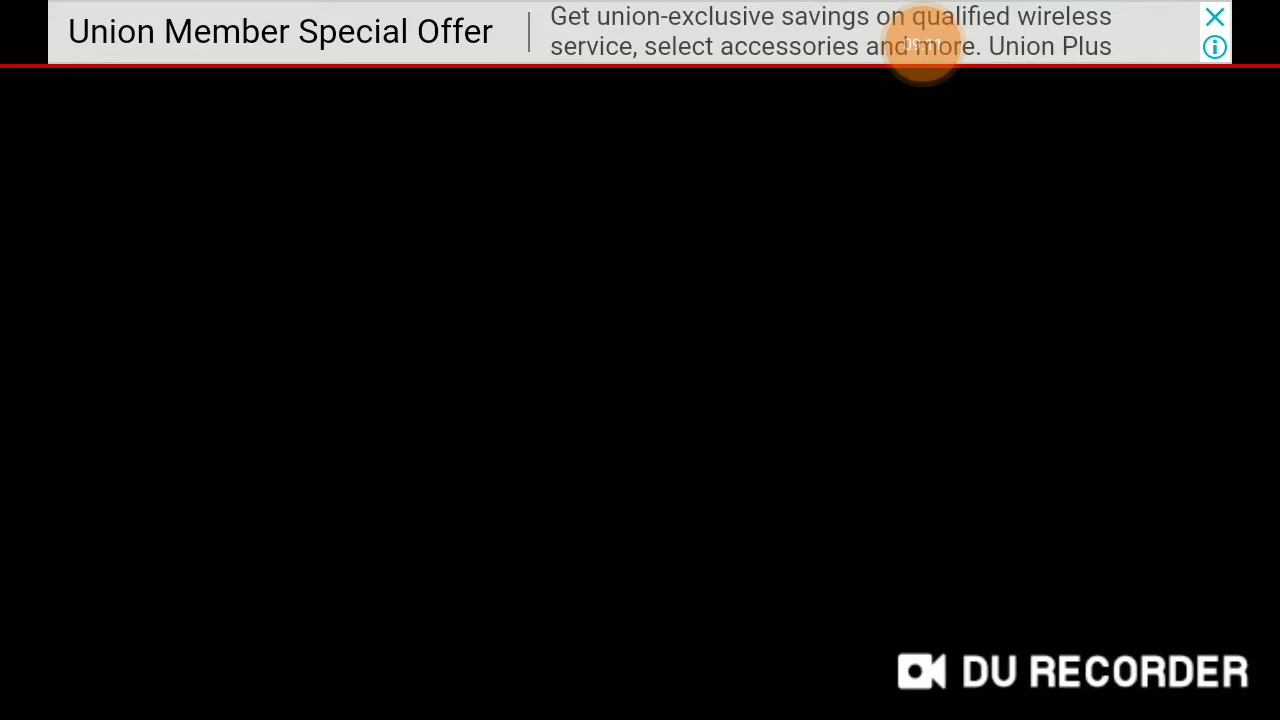 Union Member Special Offer
Get union-exclusive savings on qualified wireless
service, select accessories and more. Union Plus
DU RECORDER